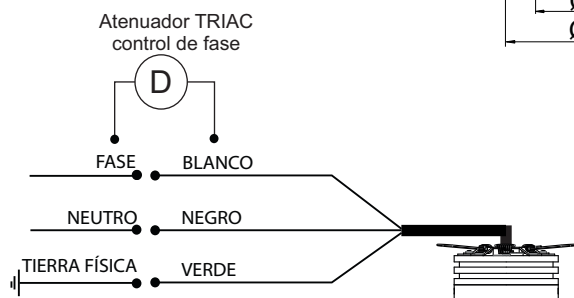 Atenuador TRIAC
control de fase
D
FASE BLANCO
NEUTRO NEGRO
TIERRA FÍSICA VERDE